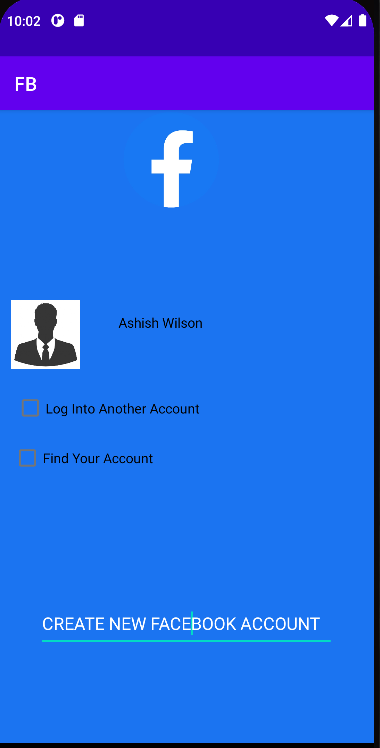 10:02
FB
f
Ashish Wilson
Log Into Another Account
Find Your Account
CREATE NEW FACEBOOK ACCOUNT